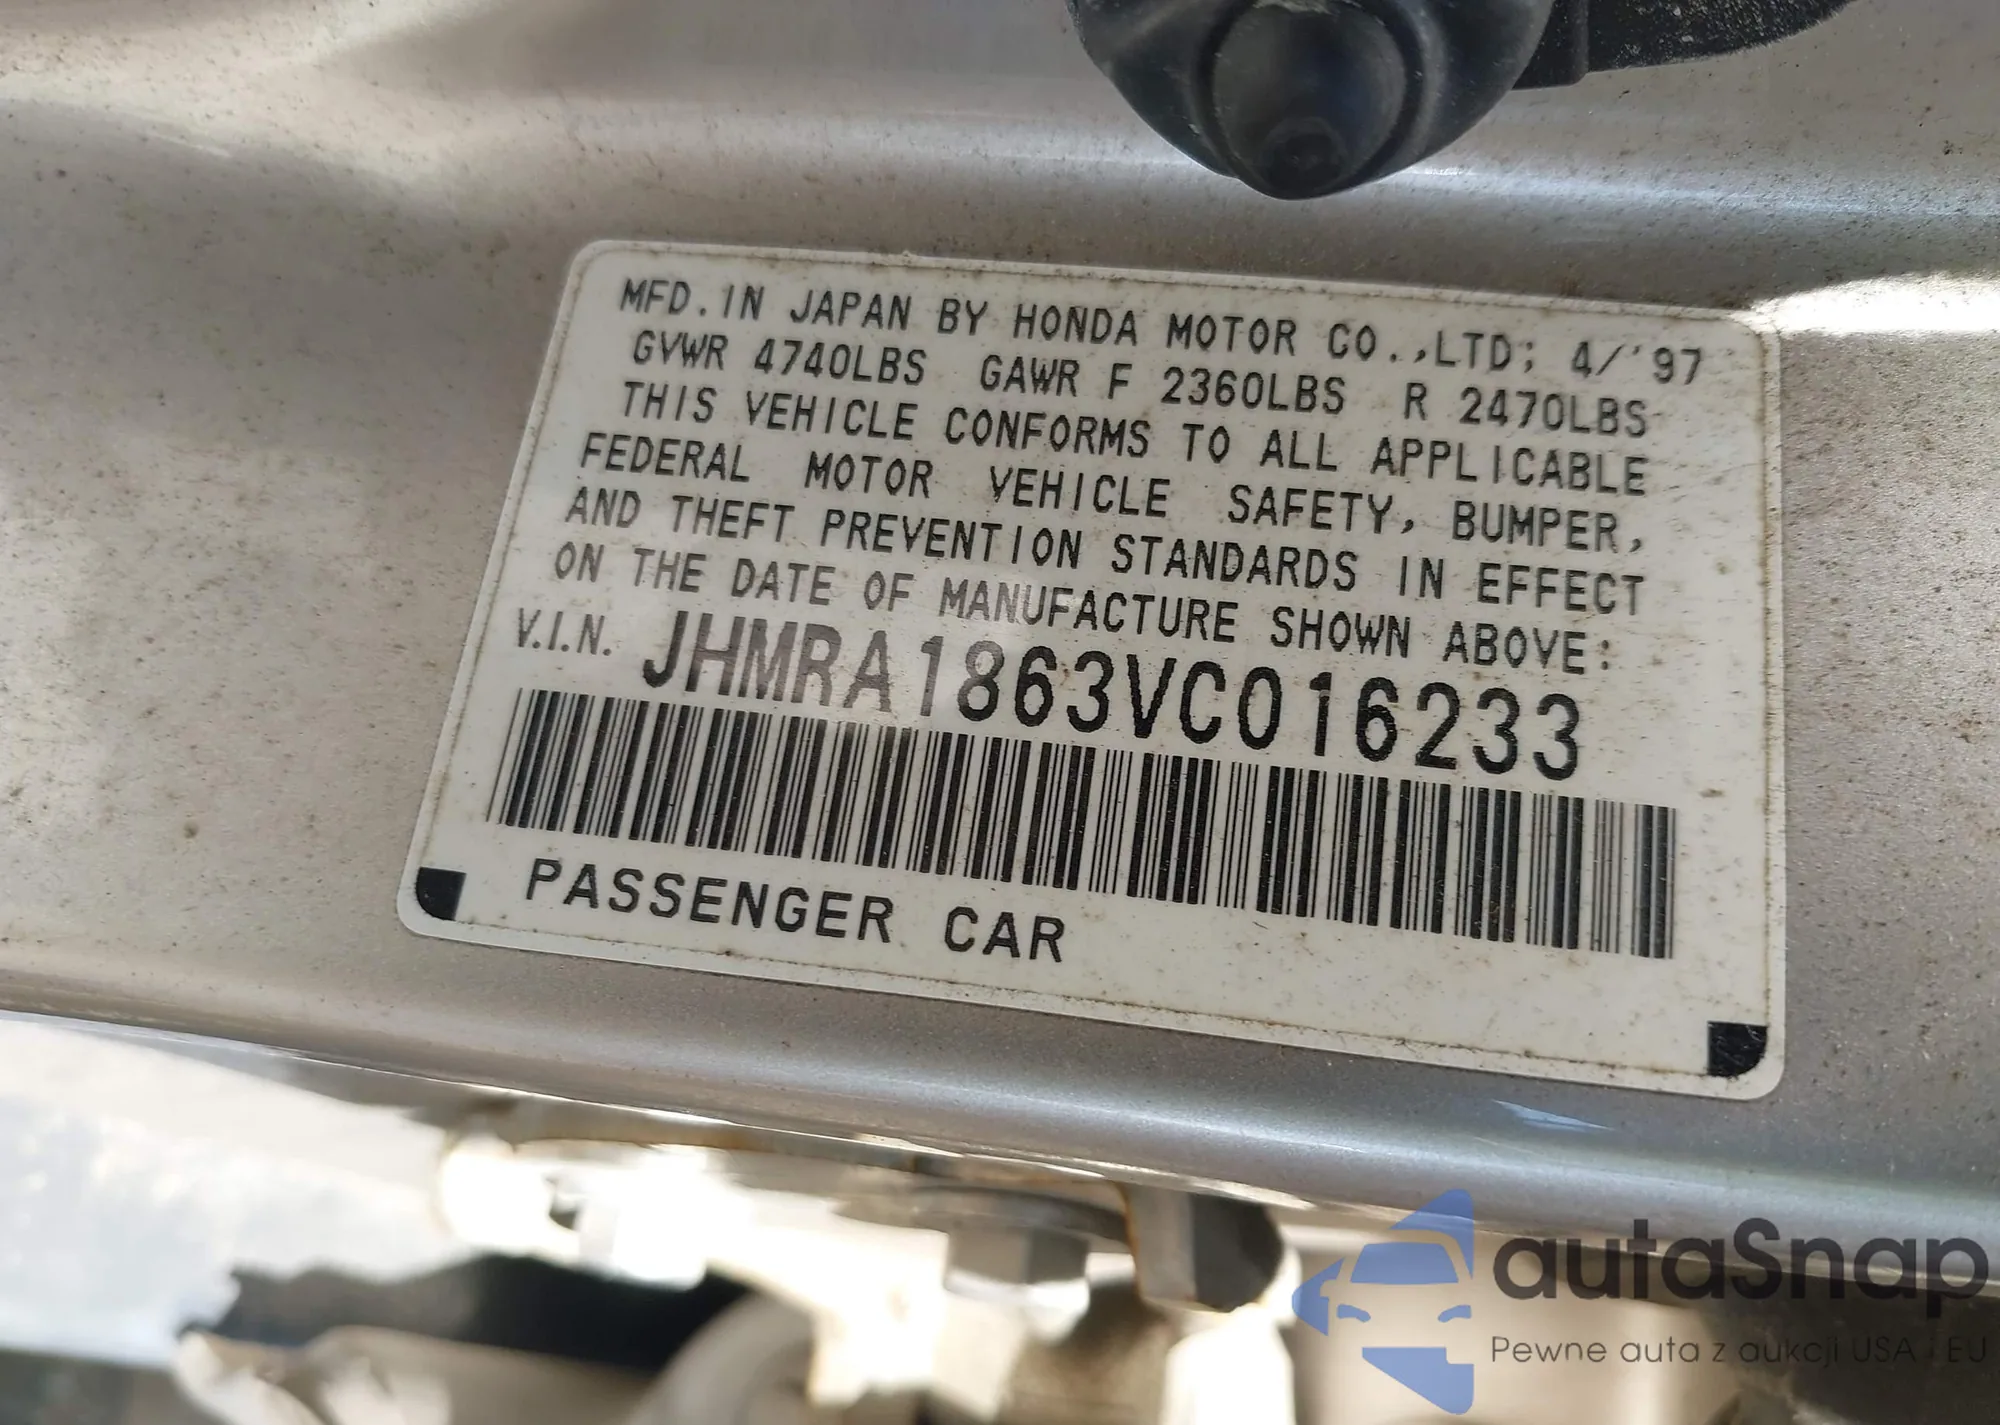 MFD. IN JAPAN BY HONDA MOTOR CO.,LTD; 4/'97
GVWR 4740LBS GAWR F 2360LBS R 2470LBS
THIS VEHICLE CONFORMS TO ALL APPLICABLE
FEDERAL MOTOR VEHICLE SAFETY, BUMPER,
AND THEFT PREVENTION STANDARDS IN EFFECT
ON THE DATE OF MANUFACTURE SHOWN ABOVE:
V.I.N. JHMRA1863VC016233
PASSENGER CAR
autaSnap
Pewne auta z aukcji USA i EU